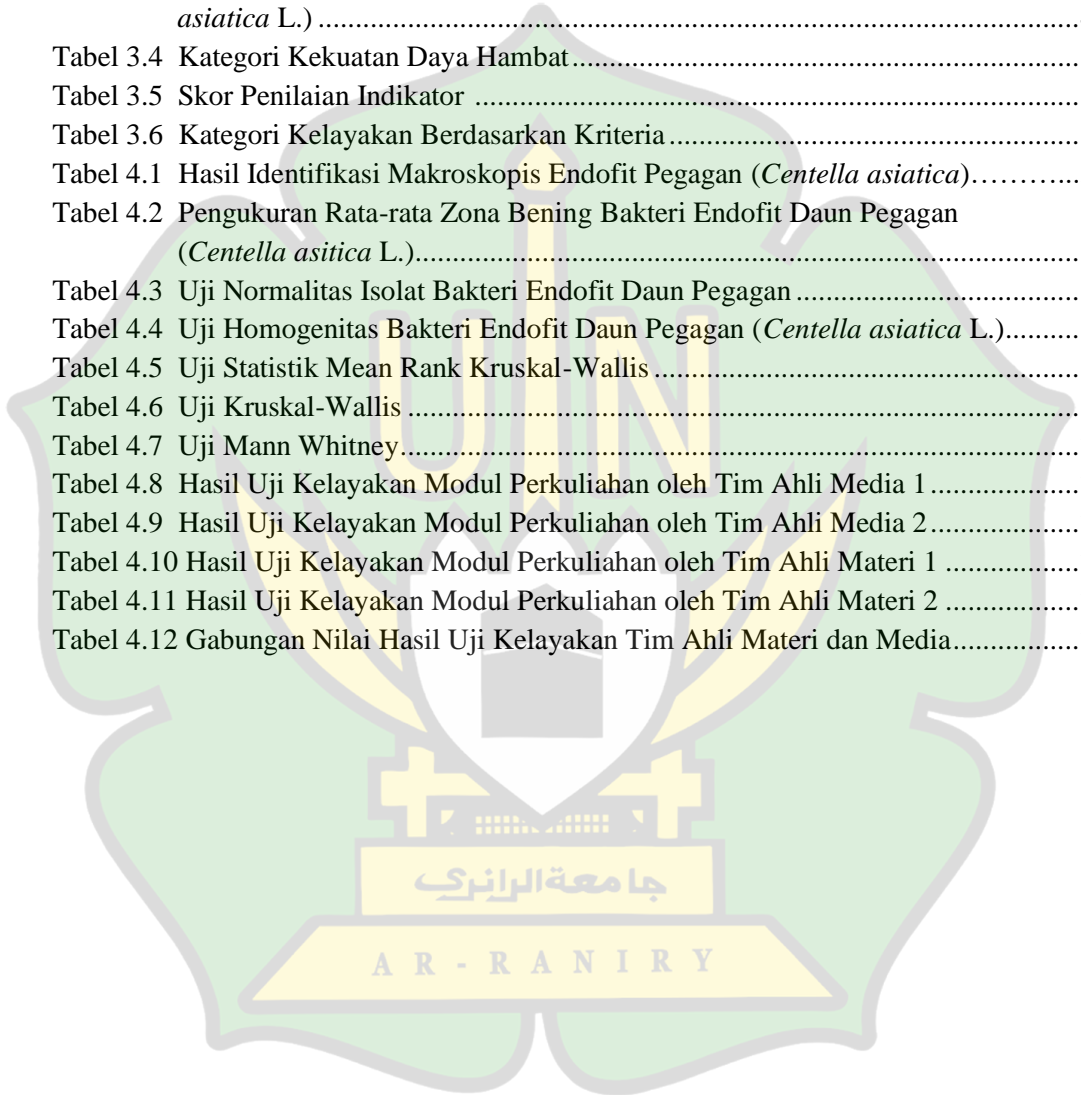 asiatica L.)......................................................................................................
Tabel 3.4 Kategori Kekuatan Daya Hambat....................................................................
Tabel 3.5 Skor Penilaian Indikator ................................................................................
Tabel 3.6 Kategori Kelayakan Berdasarkan Kriteria.......................................................
Tabel 4.1 Hasil Identifikasi Makroskopis Endofit Pegagan (Centella asiatica)………....
Tabel 4.2 Pengukuran Rata-rata Zona Bening Bakteri Endofit Daun Pegagan
(Centella asitica L.).........................................................................................
Tabel 4.3 Uji Normalitas Isolat Bakteri Endofit Daun Pegagan ......................................
Tabel 4.4 Uji Homogenitas Bakteri Endofit Daun Pegagan (Centella asiatica L.)...........
Tabel 4.5 Uji Statistik Mean Rank Kruskal-Wallis.........................................................
Tabel 4.6 Uji Kruskal-Wallis .........................................................................................
Tabel 4.7 Uji Mann Whitney..........................................................................................
Tabel 4.8 Hasil Uji Kelayakan Modul Perkuliahan oleh Tim Ahli Media 1....................
Tabel 4.9 Hasil Uji Kelayakan Modul Perkuliahan oleh Tim Ahli Media 2....................
Tabel 4.10 Hasil Uji Kelayakan Modul Perkuliahan oleh Tim Ahli Materi 1 ..................
Tabel 4.11 Hasil Uji Kelayakan Modul Perkuliahan oleh Tim Ahli Materi 2 ..................
Tabel 4.12 Gabungan Nilai Hasil Uji Kelayakan Tim Ahli Materi dan Media.................
UIN
جامعة الرانري
AR-RANIRY